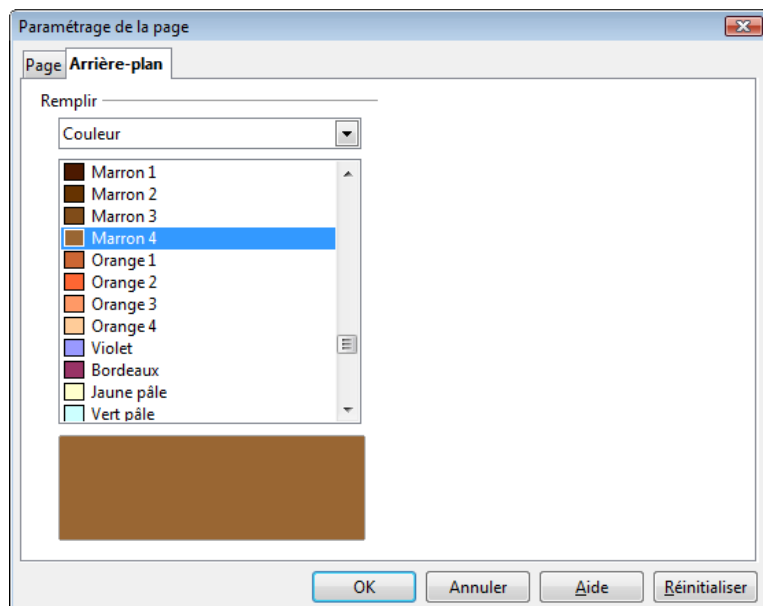 Paramétrage de la page
Page Arrière-plan
Remplir
Couleur
Marron 1
Marron 2
Marron 3
Marron 4
Orange 1
Orange 2
Orange 3
Orange 4
Violet
Bordeaux
Jaune pâle
Vert pâle
OK Annuler Aide Réinitialiser